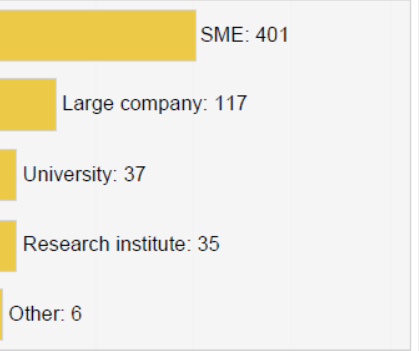 SME: 401
Large company: 117
University: 37
Research institute: 35
Other: 6